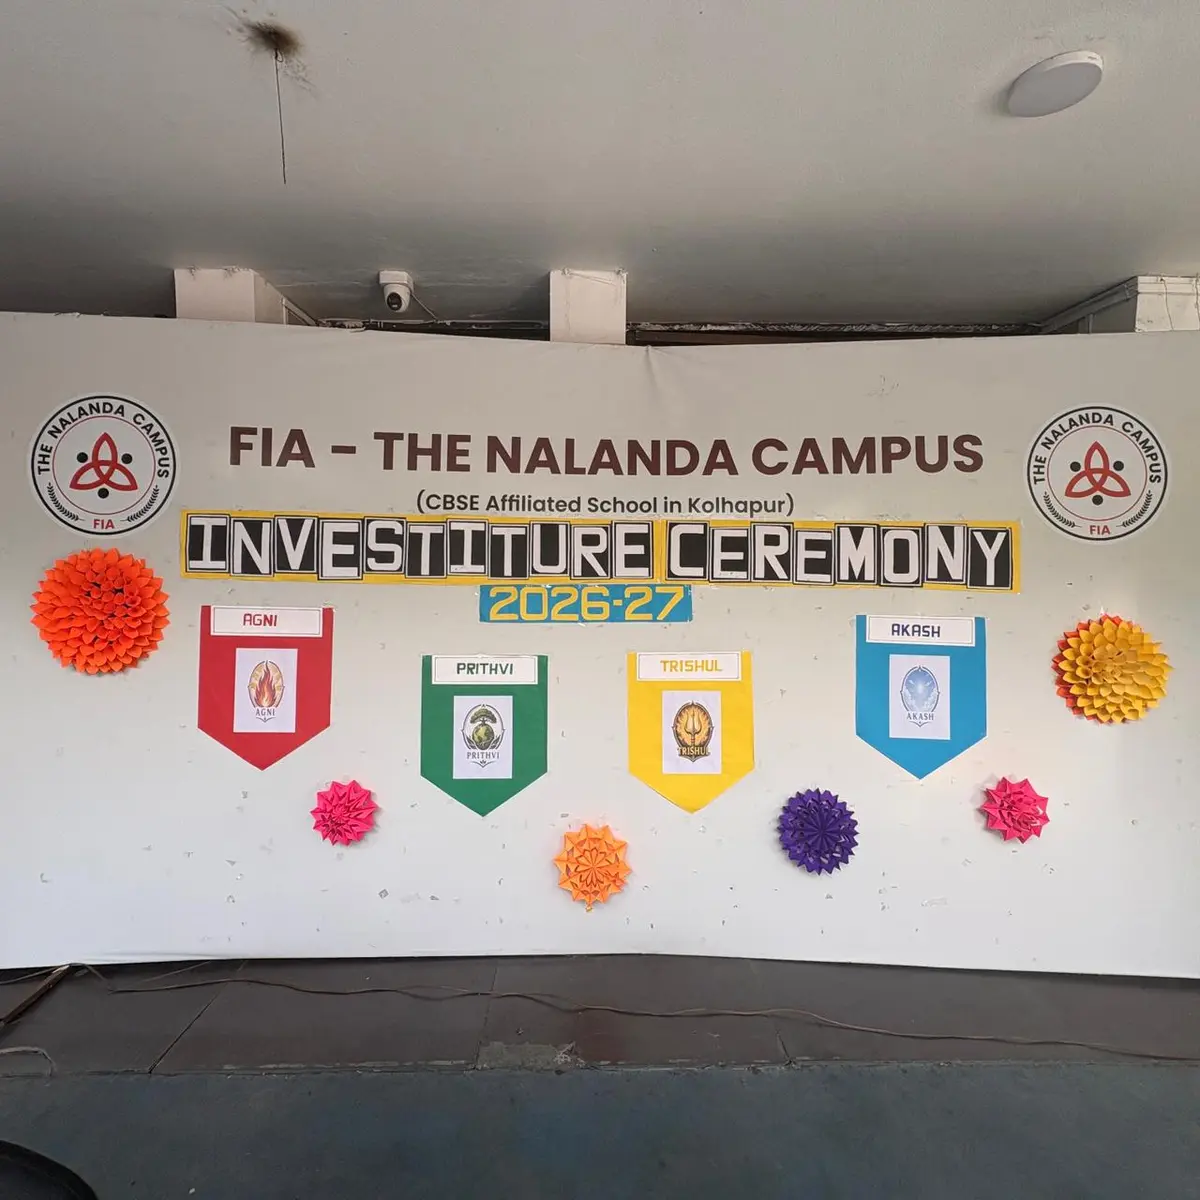 THE NALANDA CAMPUS
FIA
FIA - THE NALANDA CAMPUS
(CBSE Affiliated School in Kolhapur)
THE NALANDA CAMPUS
FIA
INVESTITURE CEREMONY
2026-27
AGNI
AGNI
PRITHVI
PRITHVI
TRISHUL
TRISHUL
AKASH
AKASH